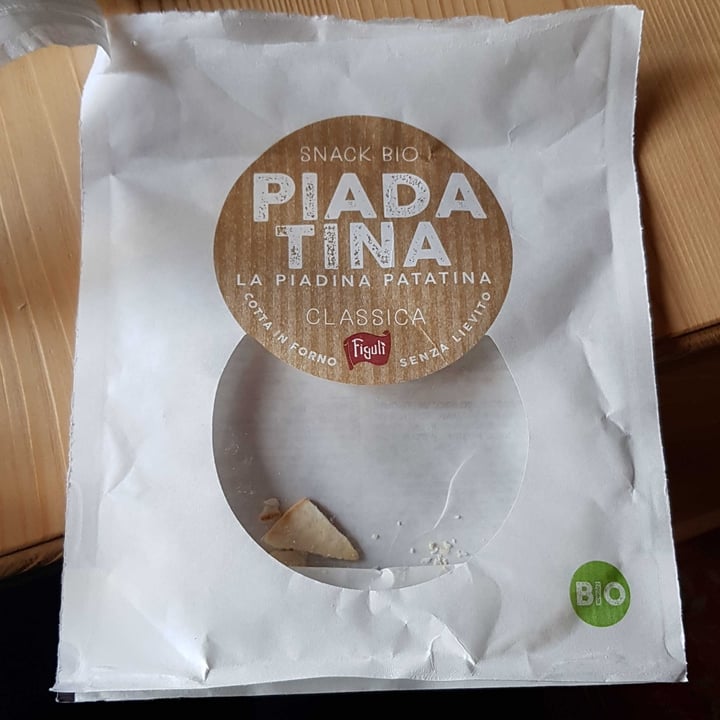 SNACK BIO
PIADA
TINA
LA PIADINA PATATINA
CLASSICA
COTTA IN FORNO
Figulì
SENZA LIEVITO
BIO